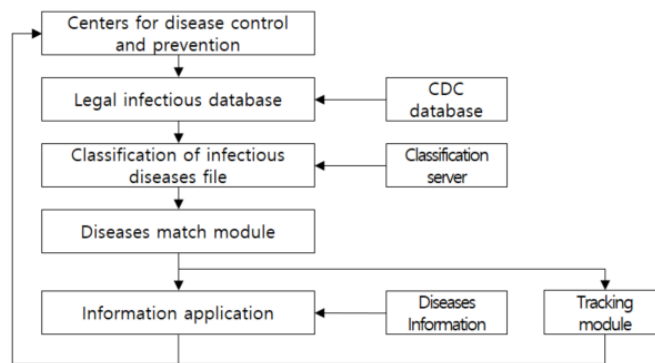 Centers for disease control
and prevention
Legal infectious database
CDC
database
Classification of infectious
diseases file
Classification
server
Diseases match module
Information application
Diseases
Information
Tracking
module